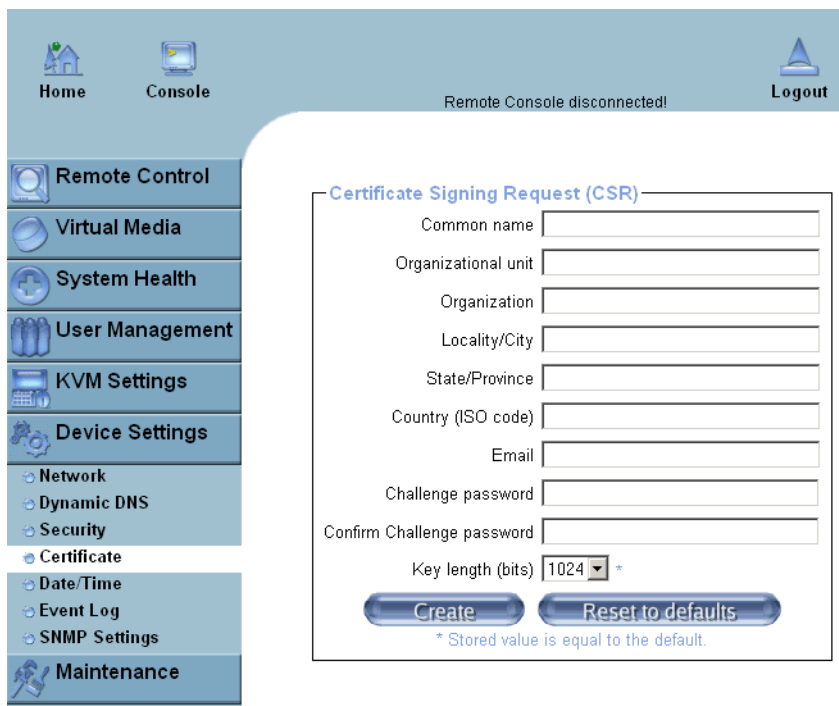 Home
Console
Remote Console disconnected!
Logout
Remote Control
Virtual Media
System Health
User Management
KVM Settings
Device Settings
Network
Dynamic DNS
Security
Certificate
Date/Time
Event Log
SNMP Settings
Maintenance
Certificate Signing Request (CSR)
Common name
Organizational unit
Organization
Locality/City
State/Province
Country (ISO code)
Email
Challenge password
Confirm Challenge password
Key length (bits) 1024 *
Create Reset to defaults
* Stored value is equal to the default.